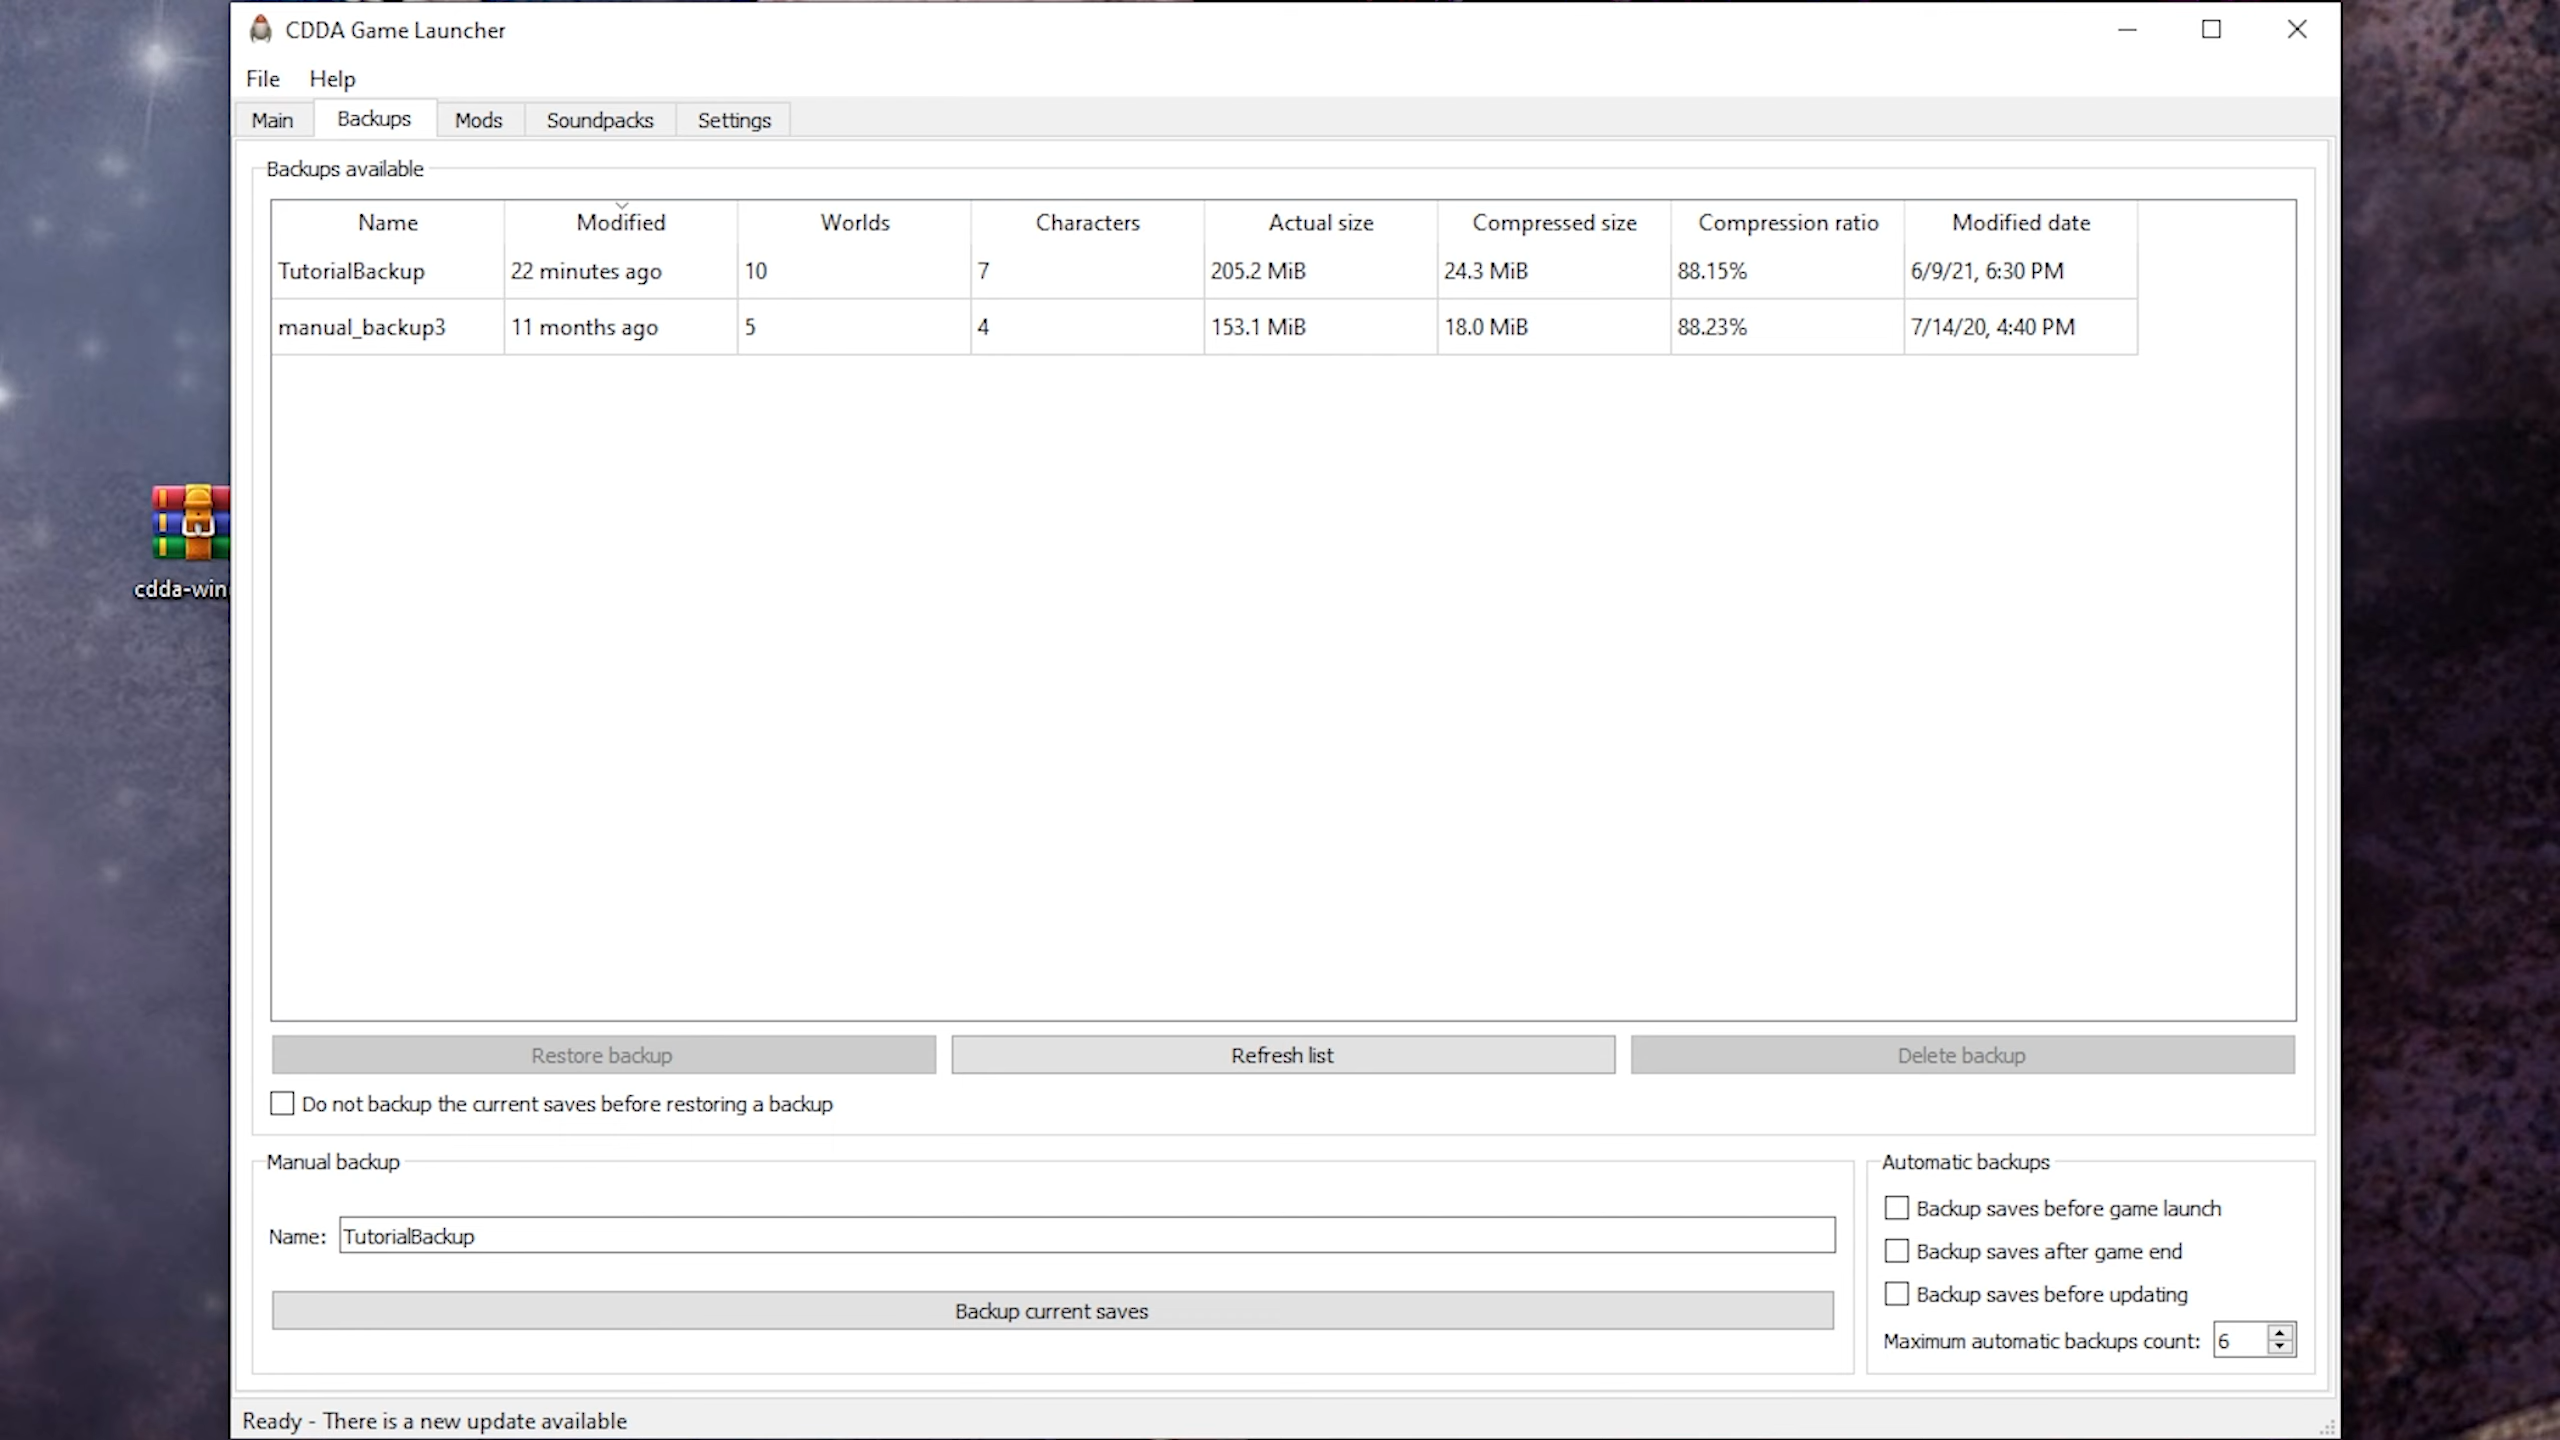 CDDA Game Launcher
File Help
Main Backups Mods Soundpacks Settings
Backups available
Name Modified Worlds Characters Actual size Compressed size Compression ratio Modified date
TutorialBackup 22 minutes ago 10 7 205.2 MiB 24.3 MiB 88.15% 6/9/21, 6:30 PM
manual_backup3 11 months ago 5 4 153.1 MiB 18.0 MiB 88.23% 7/14/20, 4:40 PM
cdda-win
Restore backup Refresh list Delete backup
Do not backup the current saves before restoring a backup
Manual backup
Name: TutorialBackup
Backup current saves
Automatic backups
Backup saves before game launch
Backup saves after game end
Backup saves before updating
Maximum automatic backups count: 6
Ready - There is a new update available